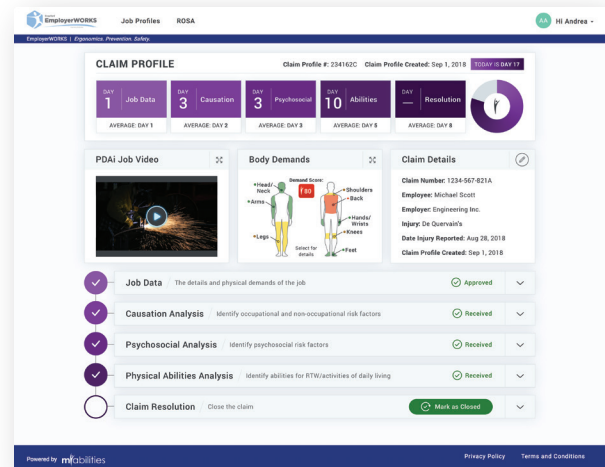 EmployerWORKS
Job Profiles
ROSA
AA
Hi Andrea
EmployerWORKS | Ergonomics. Prevention. Safety.
CLAIM PROFILE
Claim Profile #: 234162C Claim Profile Created: Sep 1, 2018
TODAY IS DAY 17
DAY 1 Job Data
DAY 3 Causation
DAY 3 Psychosocial
DAY 10 Abilities
DAY — Resolution
AVERAGE: DAY 1
AVERAGE: DAY 2
AVERAGE: DAY 3
AVERAGE: DAY 5
AVERAGE: DAY 8
PDAi Job Video
Body Demands
Demand Score:
80
*Head/
Neck
*Arms
*Legs
*Shoulders
*Back
*Hands/
Wrists
*Knees
*Feet
Select for
details
Claim Details
Claim Number: 1234-567-821A
Employee: Michael Scott
Employer: Engineering Inc.
Injury: De Quervain's
Date Injury Reported: Aug 28, 2018
Claim Profile Created: Sep 1, 2018
Job Data / The details and physical demands of the job
Approved
Causation Analysis / Identify occupational and non-occupational risk factors
Received
Psychosocial Analysis / Identify psychosocial risk factors
Received
Physical Abilities Analysis / Identify abilities for RTW/activities of daily living
Received
Claim Resolution / Close the claim
Mark as Closed
Powered by myabilities
Privacy Policy
Terms and Conditions